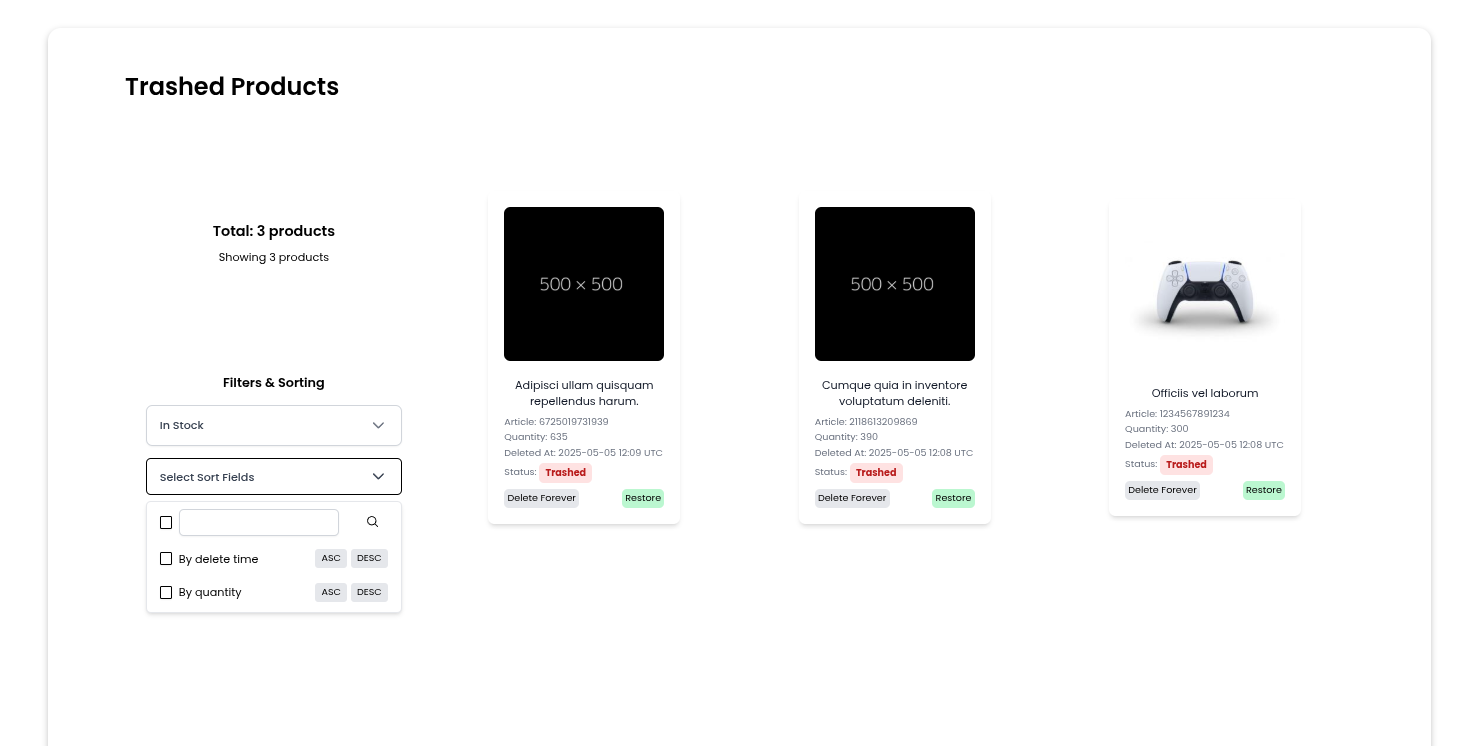 Trashed Products
Total: 3 products
Showing 3 products
Filters & Sorting
In Stock
Select Sort Fields
By delete time ASC DESC
By quantity ASC DESC
500 × 500
Adipisci ullam quisquam
repellendus harum.
Article: 6725019731939
Quantity: 635
Deleted At: 2025-05-05 12:09 UTC
Status: Trashed
Delete Forever Restore
500 × 500
Cumque quia in inventore
voluptatum deleniti.
Article: 2118613209869
Quantity: 390
Deleted At: 2025-05-05 12:08 UTC
Status: Trashed
Delete Forever Restore
Officiis vel laborum
Article: 1234567891234
Quantity: 300
Deleted At: 2025-05-05 12:08 UTC
Status: Trashed
Delete Forever Restore